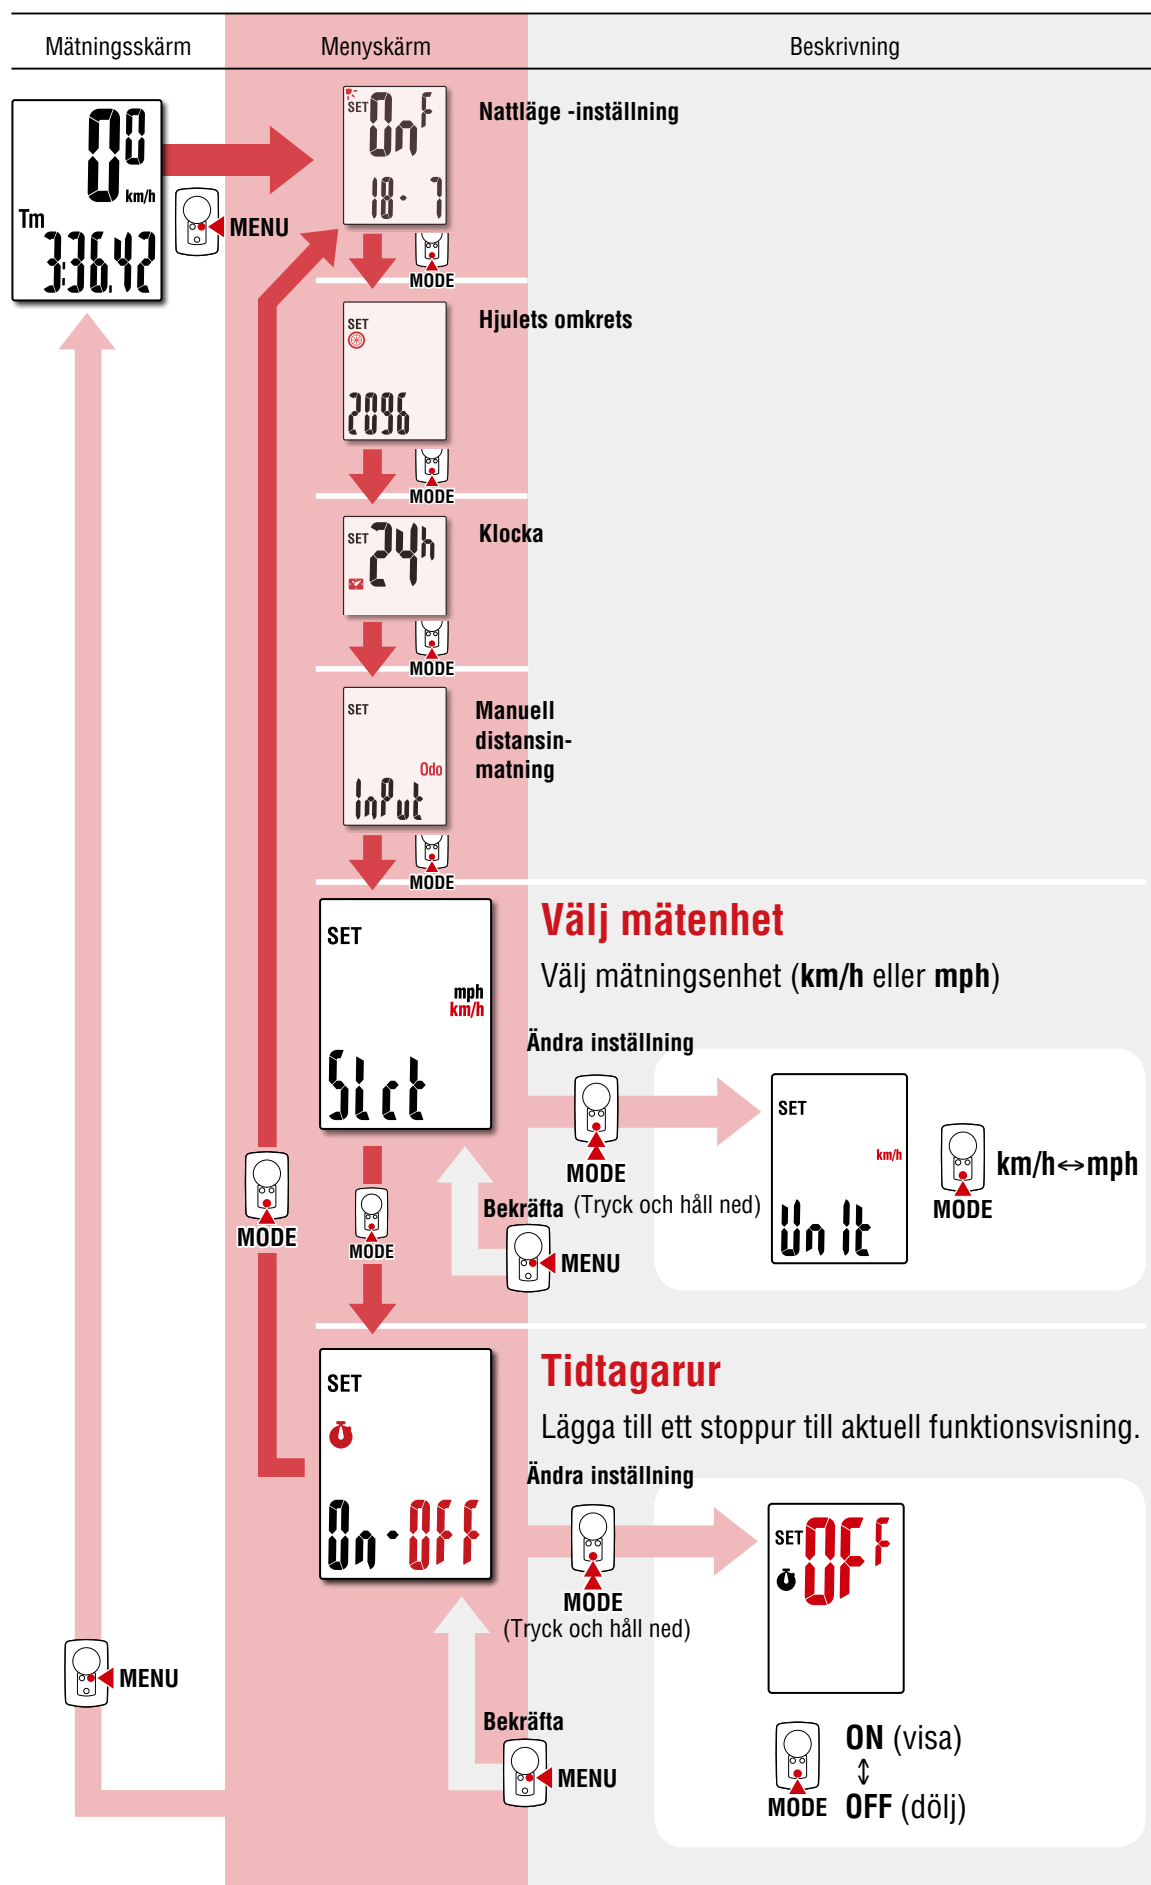 Mätningsskärm
Menyskärm
Beskrivning
0 0
km/h
Tm
3:36.42
MENU
SET
On F
18 · 7
Nattläge -inställning
MODE
SET
2096
Hjulets omkrets
MODE
SET
24h
Klocka
MODE
SET
Odo
InPut
Manuell
distansin-
matning
MODE
SET
mph
km/h
Slct
Välj mätenhet
Välj mätningsenhet (km/h eller mph)
Ändra inställning
MODE
(Tryck och håll ned)
SET
km/h
UnIt
MODE
km/h↔mph
Bekräfta
MENU
MODE
MODE
SET
On·OFF
Tidtagarur
Lägga till ett stoppur till aktuell funktionsvisning.
Ändra inställning
MODE
(Tryck och håll ned)
SET
OFF
Bekräfta
MENU
MODE
ON (visa)
↕
OFF (dölj)
MENU